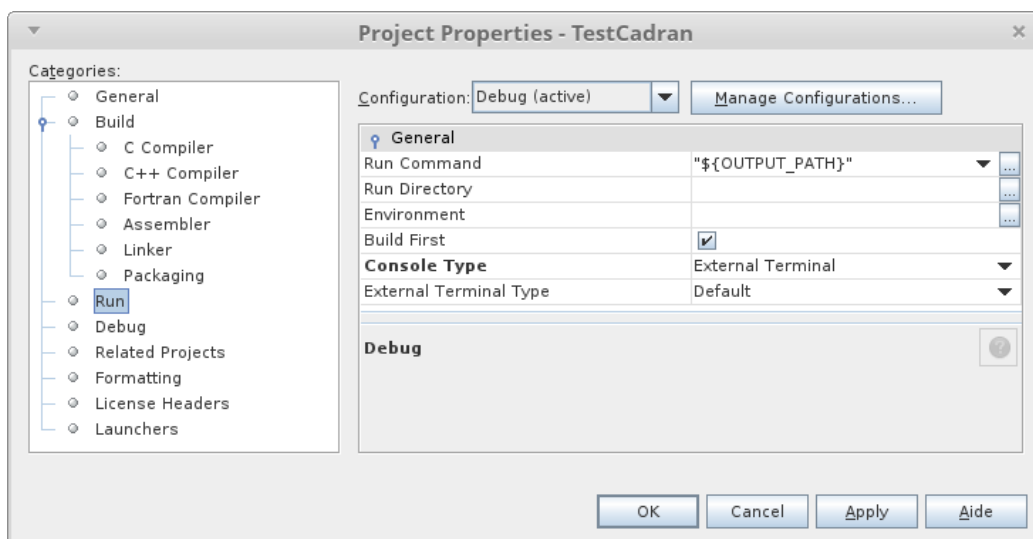 Project Properties - TestCadran
Categories:
General
Build
C Compiler
C++ Compiler
Fortran Compiler
Assembler
Linker
Packaging
Run
Debug
Related Projects
Formatting
License Headers
Launchers
Configuration: Debug (active) Manage Configurations...
General
Run Command "${OUTPUT_PATH}" ...
Run Directory ...
Environment ...
Build First
Console Type External Terminal
External Terminal Type Default
Debug
?
OK Cancel Apply Aide